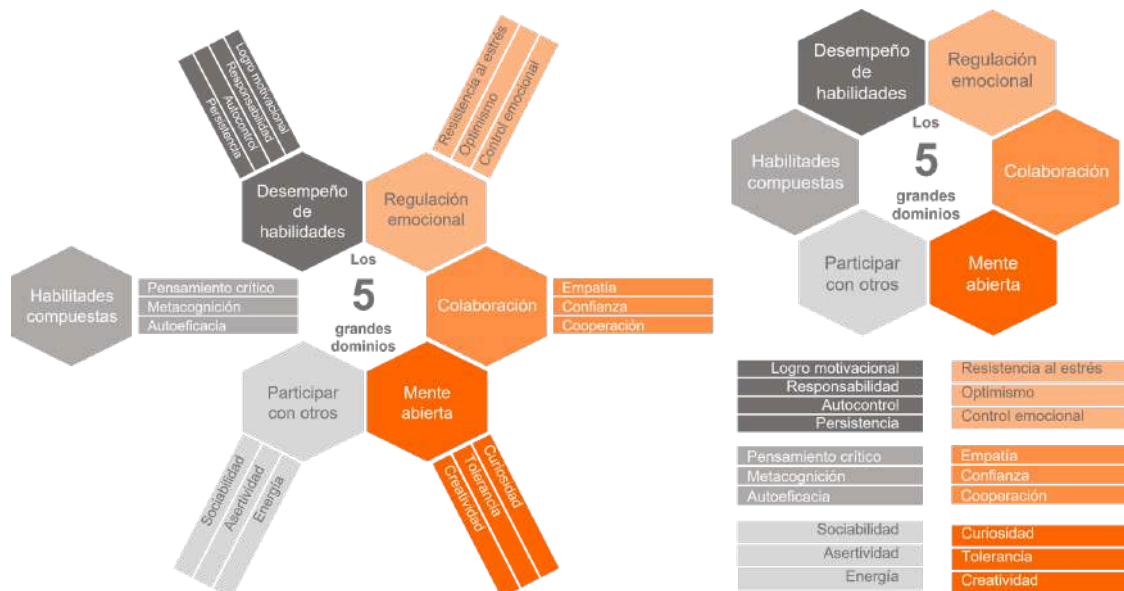 Logro motivacional
Responsabilidad
Autocontrol
Persistencia
Resistencia al estrés
Optimismo
Control emocional
Desempeño
de
habilidades
Regulación
emocional
Habilitades
compuestas
Pensamiento crítico
Metacognición
Autoeficacia
Los
5
grandes
dominios
Colaboración
Empatía
Confianza
Cooperación
Participar
con otros
Mente
abierta
Sociabilidad
Asertividad
Energía
Curiosidad
Tolerancia
Creatividad
Desempeño
de
habilidades
Regulación
emocional
Habilitades
compuestas
Los
5
grandes
dominios
Colaboración
Participar
con otros
Mente
abierta
Logro motivacional
Responsabilidad
Autocontrol
Persistencia
Resistencia al estrés
Optimismo
Control emocional
Pensamiento crítico
Metacognición
Autoeficacia
Empatía
Confianza
Cooperación
Sociabilidad
Asertividad
Energía
Curiosidad
Tolerancia
Creatividad